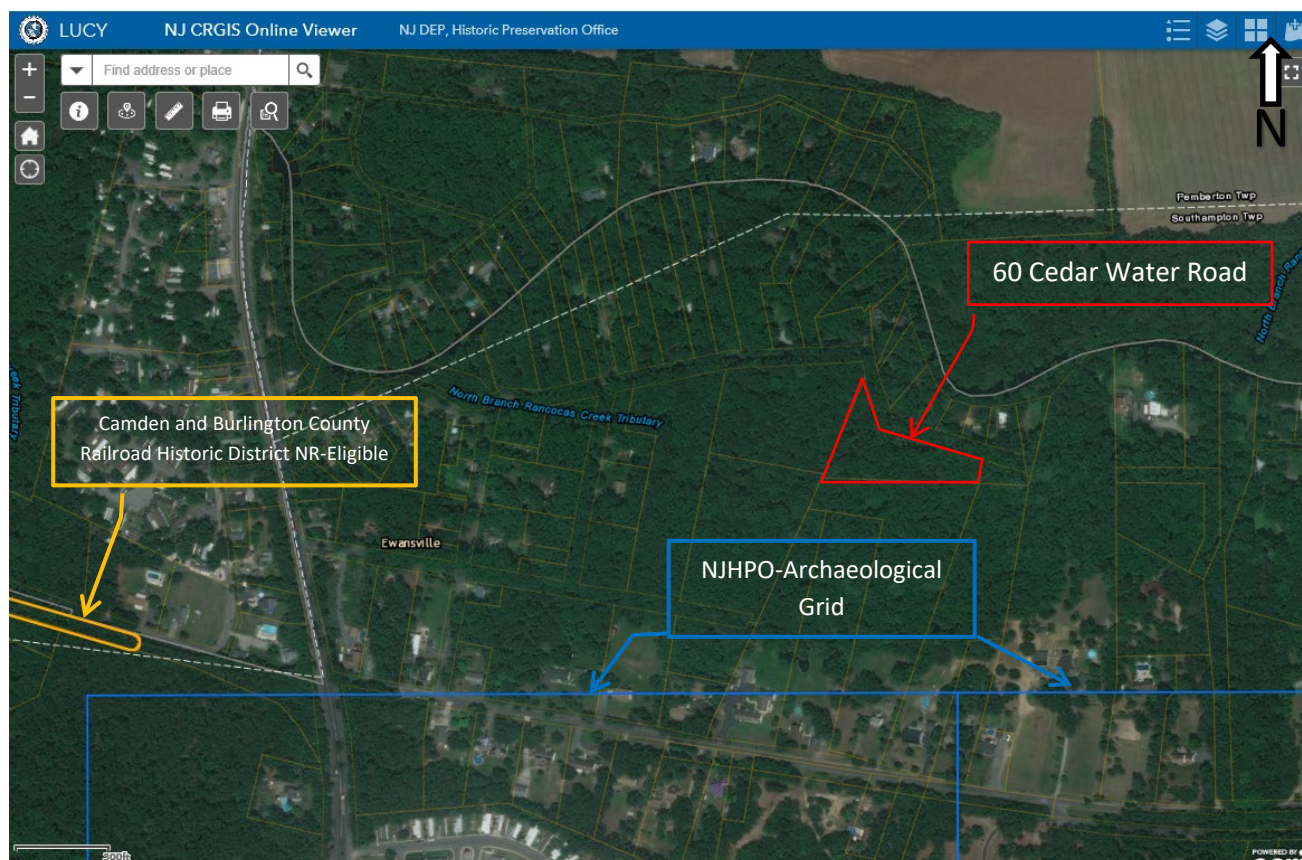 LUCY NJ CRGIS Online Viewer NJ DEP, Historic Preservation Office
Find address or place
N
Pemberton Twp
Southampton Twp
60 Cedar Water Road
North Branch Ran
North Branch Rancocas Creek Tributary
eek Tributary
Camden and Burlington County
Railroad Historic District NR-Eligible
Ewansville
NJHPO-Archaeological
Grid
POWERED BY